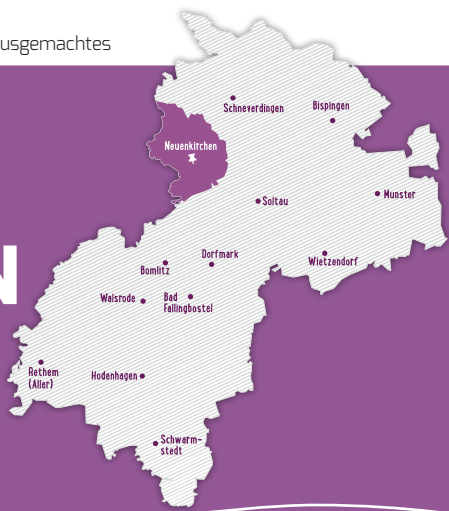 usgemachtes
Schneverdingen
Bispingen
Neuenkirchen
Munster
Soltau
N
Dorfmark
Wietzendorf
Bomlitz
Walsrode
Bad
Fallingbostel
Rethem
(Aller)
Hodenhagen
Schwarm-
stedt